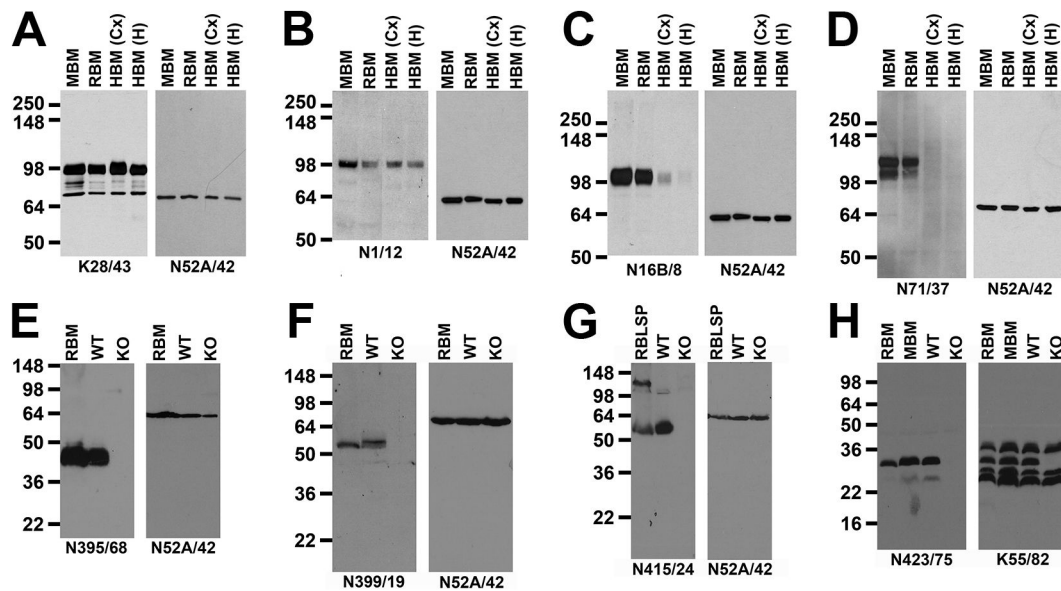 A
MBM
RBM
HBM (Cx)
HBM (H)
MBM
RBM
HBM (Cx)
HBM (H)
250
148
98
64
50
K28/43
N52A/42
B
MBM
RBM
HBM (Cx)
HBM (H)
MBM
RBM
HBM (Cx)
HBM (H)
250
148
98
64
50
N1/12
N52A/42
C
MBM
RBM
HBM (Cx)
HBM (H)
MBM
RBM
HBM (Cx)
HBM (H)
250
148
98
64
50
N16B/8
N52A/42
D
MBM
RBM
HBM (Cx)
HBM (H)
MBM
RBM
HBM (Cx)
HBM (H)
250
148
98
64
50
N71/37
N52A/42
E
RBM
WT
KO
RBM
WT
KO
148
98
64
50
36
22
N395/68
N52A/42
F
RBM
WT
KO
RBM
WT
KO
148
98
64
50
36
22
N399/19
N52A/42
G
RBLSP
WT
KO
RBLSP
WT
KO
148
98
64
50
36
22
N415/24
N52A/42
H
RBM
MBM
WT
KO
RBM
MBM
WT
KO
98
64
50
36
22
16
N423/75
K55/82